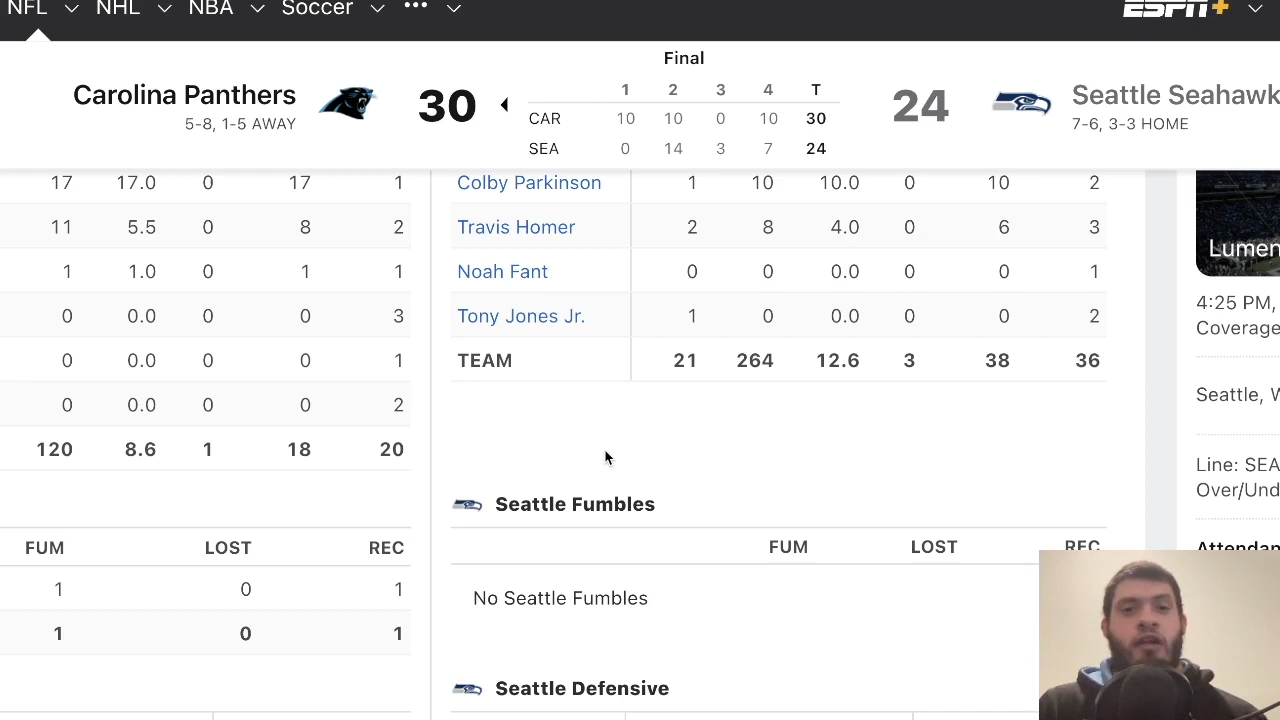 NFL NHL NBA Soccer ••• ESPN+
Final
Carolina Panthers 30 1 2 3 4 T 24 Seattle Seahawk
5-8, 1-5 AWAY CAR 10 10 0 10 30 7-6, 3-3 HOME
SEA 0 14 3 7 24
17 17.0 0 17 1 Colby Parkinson 1 10 10.0 0 10 2
11 5.5 0 8 2 Travis Homer 2 8 4.0 0 6 3
1 1.0 0 1 1 Noah Fant 0 0 0.0 0 0 1
0 0.0 0 0 3 Tony Jones Jr. 1 0 0.0 0 0 2
0 0.0 0 0 1 TEAM 21 264 12.6 3 38 36
0 0.0 0 0 2
120 8.6 1 18 20
Seattle Fumbles
FUM LOST REC FUM LOST REC
1 0 1 No Seattle Fumbles
1 0 1
Seattle Defensive
Lumen
4:25 PM,
Coverage
Seattle, W
Line: SEA
Over/Und
Attendan